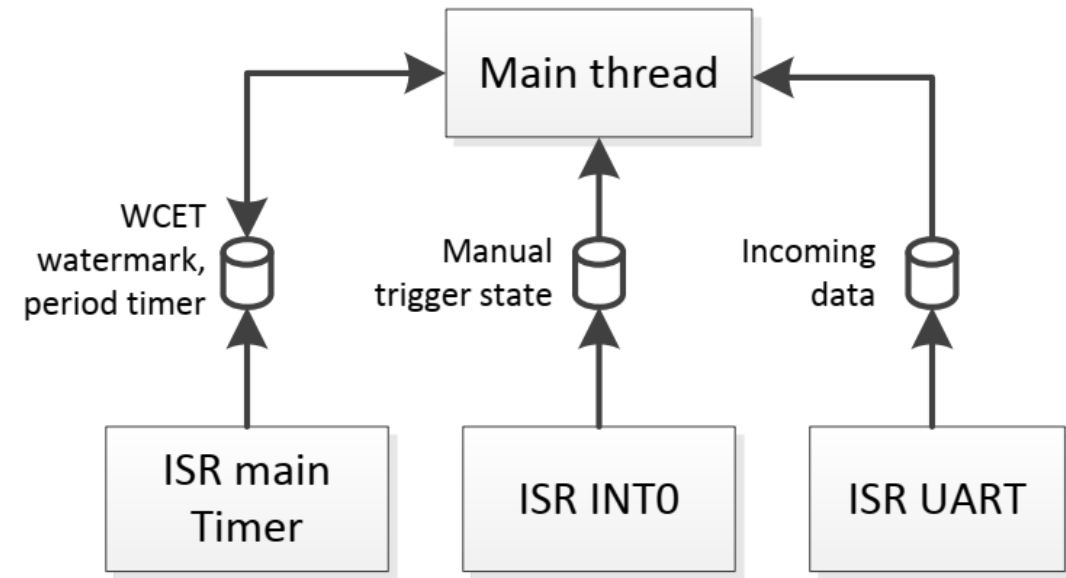 Main thread
WCET
watermark,
period timer
Manual
trigger state
Incoming
data
ISR main
Timer
ISR INT0
ISR UART